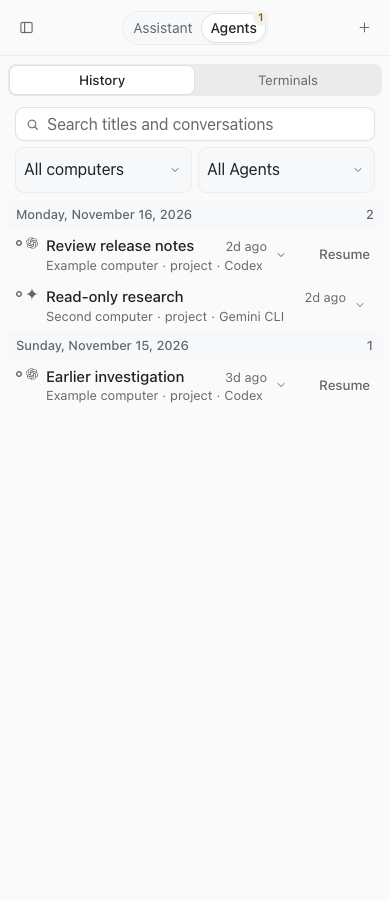 Assistant
Agents
1
History
Terminals
Search titles and conversations
All computers
All Agents
Monday, November 16, 2026 2
Review release notes 2d ago
Resume
Example computer · project · Codex
Read-only research 2d ago
Second computer · project · Gemini CLI
Sunday, November 15, 2026 1
Earlier investigation 3d ago
Resume
Example computer · project · Codex